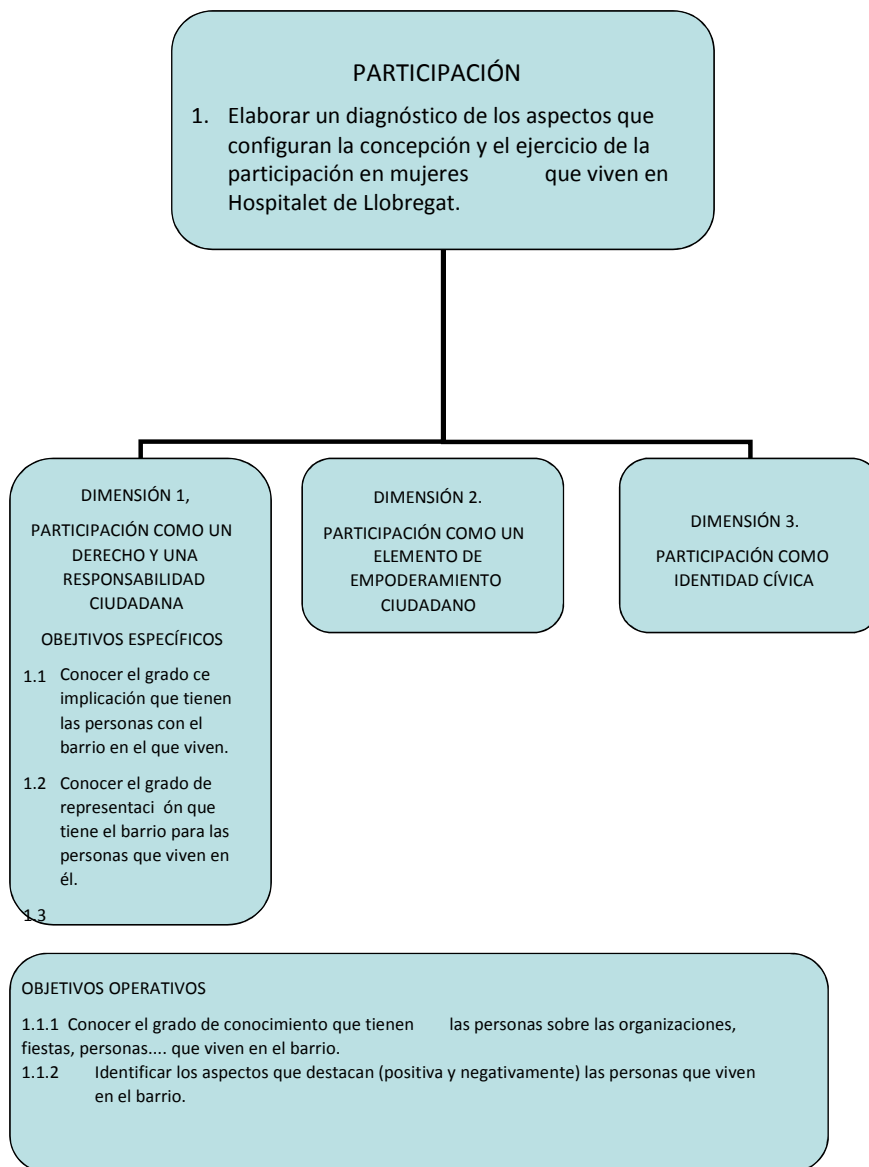 PARTICIPACIÓN
1. Elaborar un diagnóstico de los aspectos que
configuran la concepción y el ejercicio de la
participación en mujeres que viven en
Hospitalet de Llobregat.
DIMENSIÓN 1,
PARTICIPACIÓN COMO UN
DERECHO Y UNA
RESPONSABILIDAD
CIUDADANA
OBEJTIVOS ESPECÍFICOS
1.1 Conocer el grado ce
implicación que tienen
las personas con el
barrio en el que viven.
1.2 Conocer el grado de
representaci ón que
tiene el barrio para las
personas que viven en
él.
1.3
DIMENSIÓN 2.
PARTICIPACIÓN COMO UN
ELEMENTO DE
EMPODERAMIENTO
CIUDADANO
DIMENSIÓN 3.
PARTICIPACIÓN COMO
IDENTIDAD CÍVICA
OBJETIVOS OPERATIVOS
1.1.1 Conocer el grado de conocimiento que tienen las personas sobre las organizaciones,
fiestas, personas.... que viven en el barrio.
1.1.2 Identificar los aspectos que destacan (positiva y negativamente) las personas que viven
en el barrio.